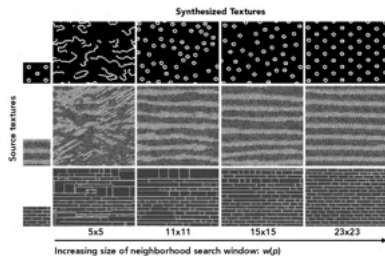 Synthesized Textures
Source textures
5x5
11x11
15x15
23x23
Increasing size of neighborhood search window: w(p)